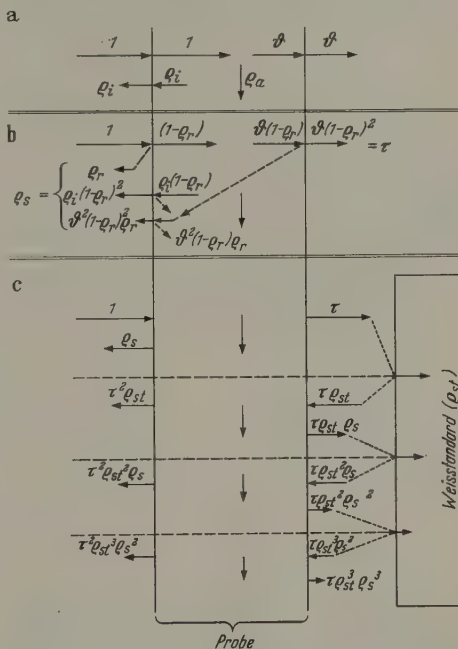 a
1 1 ϑ ϑ
ϱi ϱi ϱa
b
1 (1-ϱr) ϑ(1-ϱr) ϑ(1-ϱr)² = τ
ϱr
ϱs = ϱi(1-ϱr)² ϱi(1-ϱr)
ϑ²(1-ϱr)²ϱr
ϑ²(1-ϱr)ϱr
c
1 τ
ϱs
τ²ϱst τϱst
τϱst ϱs
τ²ϱst²ϱs τϱst²ϱs
τϱst²ϱs²
τ²ϱst³ϱs² τϱst³ϱs²
τϱst³ϱs³
Weisstandard (ϱst)
Probe